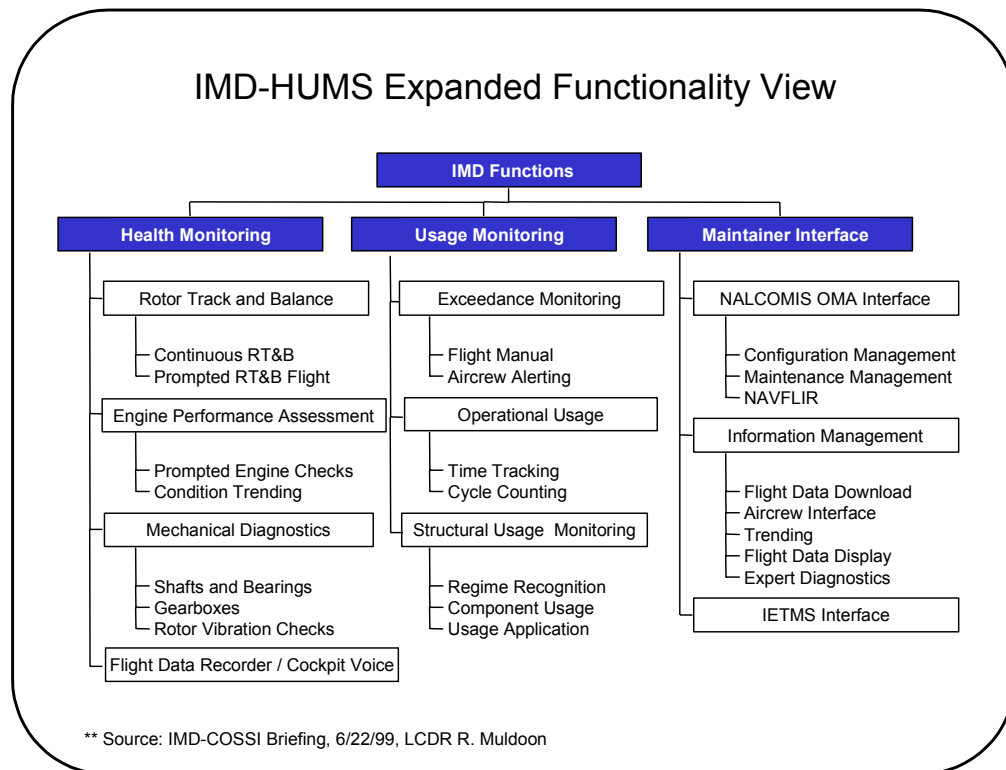 IMD-HUMS Expanded Functionality View
IMD Functions
Health Monitoring
Rotor Track and Balance
Continuous RT&B
Prompted RT&B Flight
Engine Performance Assessment
Prompted Engine Checks
Condition Trending
Mechanical Diagnostics
Shafts and Bearings
Gearboxes
Rotor Vibration Checks
Flight Data Recorder / Cockpit Voice
Usage Monitoring
Exceedance Monitoring
Flight Manual
Aircrew Alerting
Operational Usage
Time Tracking
Cycle Counting
Structural Usage Monitoring
Regime Recognition
Component Usage
Usage Application
Maintainer Interface
NALCOMIS OMA Interface
Configuration Management
Maintenance Management
NAVFLIR
Information Management
Flight Data Download
Aircrew Interface
Trending
Flight Data Display
Expert Diagnostics
IETMS Interface
** Source: IMD-COSSI Briefing, 6/22/99, LCDR R. Muldoon